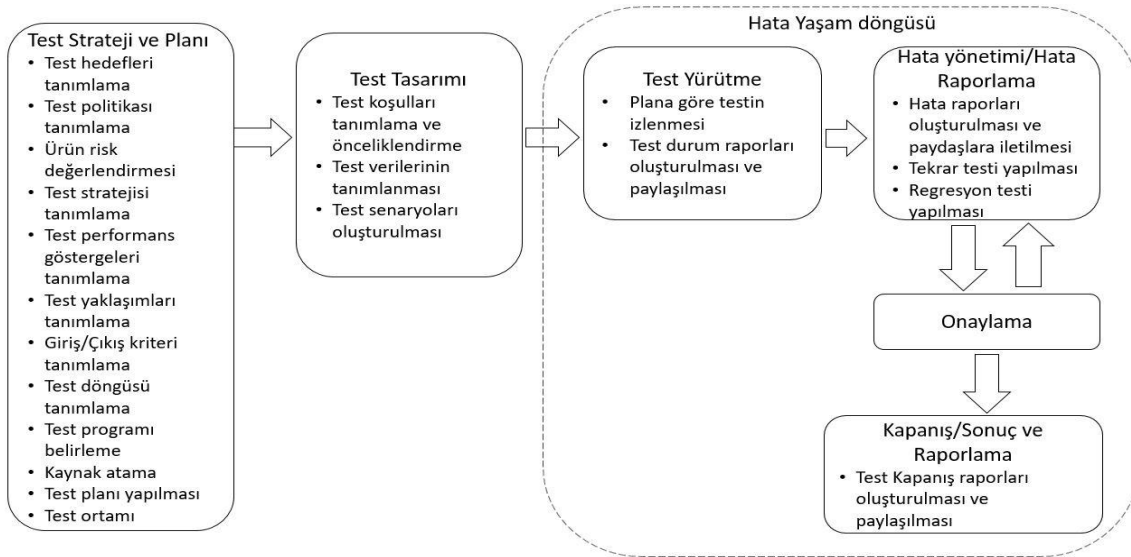 Test Strateji ve Planı
• Test hedefleri
tanımlama
• Test politikası
tanımlama
• Ürün risk
değerlendirmesi
• Test stratejisi
tanımlama
• Test performans
göstergeleri
tanımlama
• Test yaklaşımları
tanımlama
• Giriş/Çıkış kriteri
tanımlama
• Test döngüsü
tanımlama
• Test programı
belirleme
• Kaynak atama
• Test planı yapılması
• Test ortamı
Test Tasarımı
• Test koşulları
tanımlama ve
önceliklendirme
• Test verilerinin
tanımlanması
• Test senaryoları
oluşturulması
Hata Yaşam döngüsü
Test Yürütme
• Plana göre testin
izlenmesi
• Test durum raporları
oluşturulması ve
paylaşılması
Hata yönetimi/Hata
Raporlama
• Hata raporları
oluşturulması ve
paydaşlara iletilmesi
• Tekrar testi yapılması
• Regresyon testi
yapılması
Onaylama
Kapanış/Sonuç ve
Raporlama
• Test Kapanış raporları
oluşturulması ve
paylaşılması